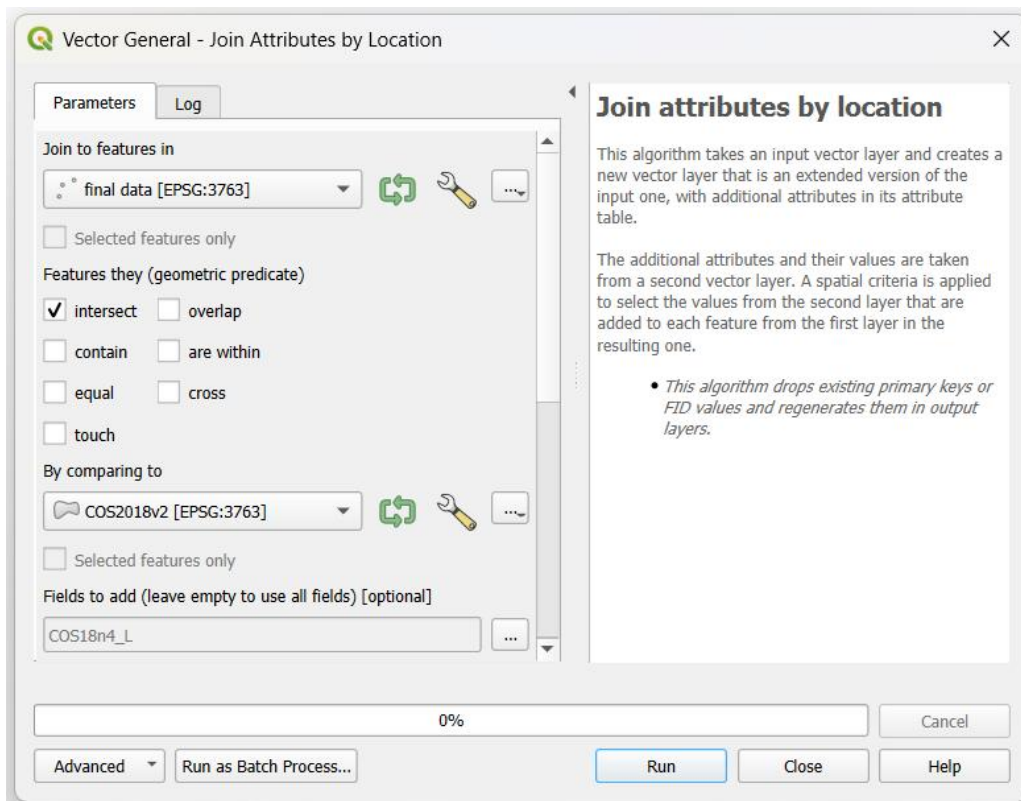 Vector General - Join Attributes by Location
Parameters
Log
Join to features in
final data [EPSG:3763]
...
Selected features only
Features they (geometric predicate)
intersect
overlap
contain
are within
equal
cross
touch
By comparing to
COS2018v2 [EPSG:3763]
...
Selected features only
Fields to add (leave empty to use all fields) [optional]
COS18n4_L
...
Join attributes by location
This algorithm takes an input vector layer and creates a
new vector layer that is an extended version of the
input one, with additional attributes in its attribute
table.
The additional attributes and their values are taken
from a second vector layer. A spatial criteria is applied
to select the values from the second layer that are
added to each feature from the first layer in the
resulting one.
• This algorithm drops existing primary keys or
FID values and regenerates them in output
layers.
0%
Cancel
Advanced
Run as Batch Process...
Run
Close
Help